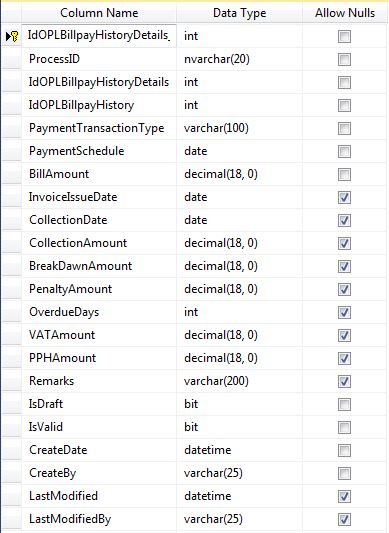 Column Name Data Type Allow Nulls
IdOPLBillpayHistoryDetails_ int
ProcessID nvarchar(20)
IdOPLBillpayHistoryDetails int
IdOPLBillpayHistory int
PaymentTransactionType varchar(100)
PaymentSchedule date
BillAmount decimal(18, 0)
InvoiceIssueDate date
CollectionDate date
CollectionAmount decimal(18, 0)
BreakDawnAmount decimal(18, 0)
PenaltyAmount decimal(18, 0)
OverdueDays int
VATAmount decimal(18, 0)
PPHAmount decimal(18, 0)
Remarks varchar(200)
IsDraft bit
IsValid bit
CreateDate datetime
CreateBy varchar(25)
LastModified datetime
LastModifiedBy varchar(25)